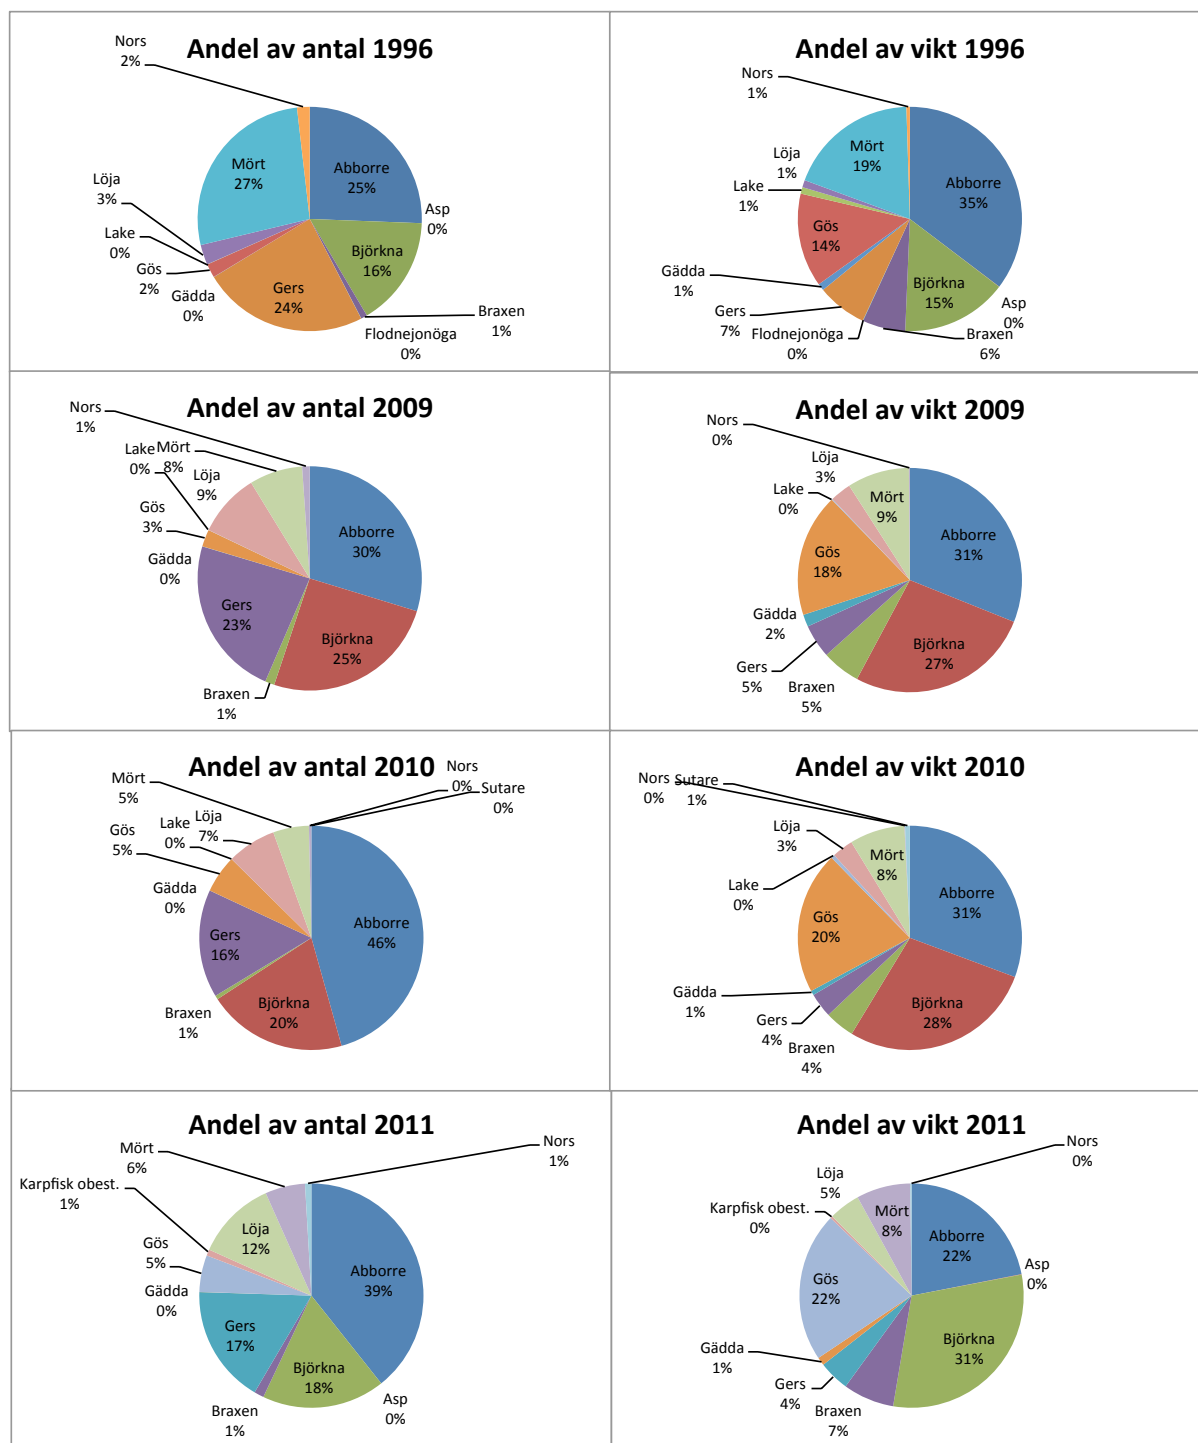 Andel av antal 1996
Nors
2%
Abborre
25%
Asp
0%
Björkna
16%
Braxen
1%
Flodnejonöga
0%
Gers
24%
Gädda
0%
Gös
2%
Lake
0%
Löja
3%
Mört
27%
Andel av vikt 1996
Nors
1%
Abborre
35%
Asp
0%
Björkna
15%
Braxen
6%
Flodnejonöga
0%
Gers
7%
Gädda
1%
Gös
14%
Lake
1%
Löja
1%
Mört
19%
Andel av antal 2009
Nors
1%
Abborre
30%
Björkna
25%
Braxen
1%
Gers
23%
Gädda
0%
Gös
3%
Lake
0%
Löja
9%
Mört
8%
Andel av vikt 2009
Nors
0%
Abborre
31%
Björkna
27%
Braxen
5%
Gers
5%
Gädda
2%
Gös
18%
Lake
0%
Löja
3%
Mört
9%
Andel av antal 2010
Nors
0%
Sutare
0%
Abborre
46%
Björkna
20%
Braxen
1%
Gers
16%
Gädda
0%
Gös
5%
Lake
0%
Löja
7%
Mört
5%
Andel av vikt 2010
Nors
0%
Sutare
1%
Abborre
31%
Björkna
28%
Braxen
4%
Gers
4%
Gädda
1%
Gös
20%
Lake
0%
Löja
3%
Mört
8%
Andel av antal 2011
Nors
1%
Abborre
39%
Asp
0%
Björkna
18%
Braxen
1%
Gers
17%
Gädda
0%
Gös
5%
Karpfisk obest.
1%
Löja
12%
Mört
6%
Andel av vikt 2011
Nors
0%
Abborre
22%
Asp
0%
Björkna
31%
Braxen
7%
Gers
4%
Gädda
1%
Gös
22%
Karpfisk obest.
0%
Löja
5%
Mört
8%